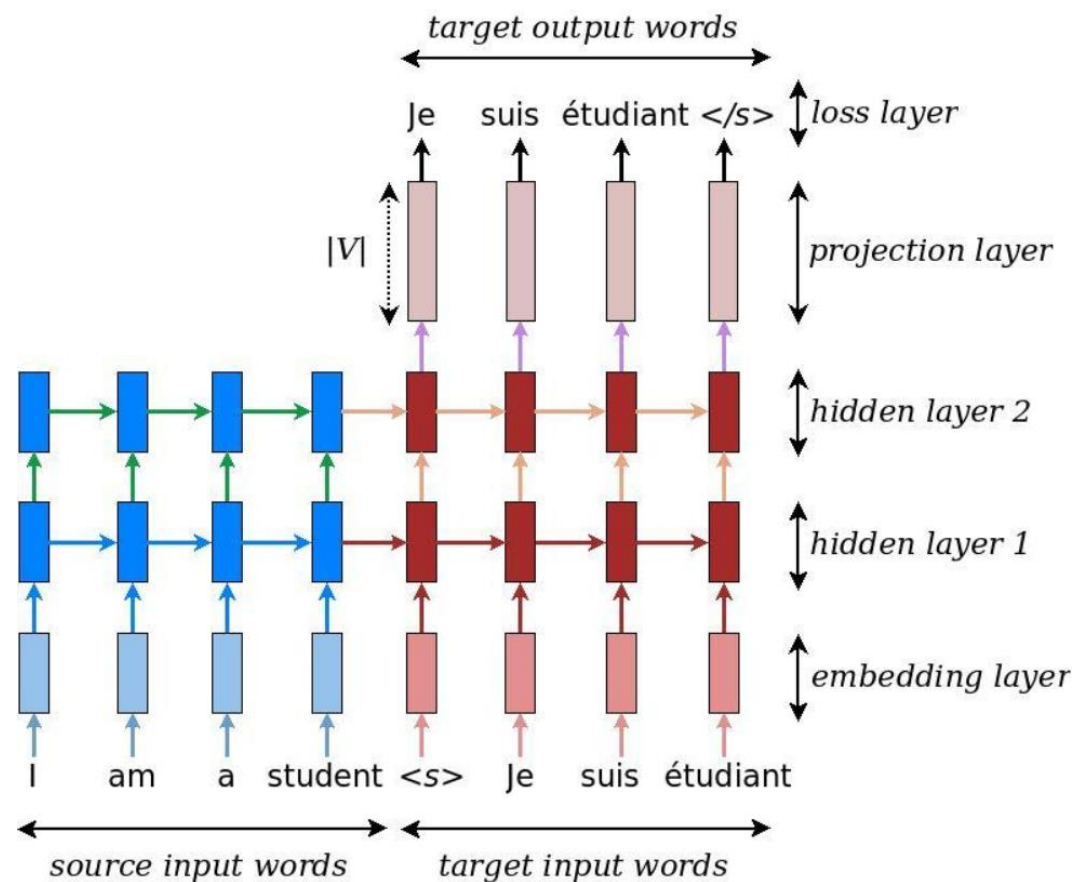 target output words
Je suis étudiant </s> loss layer
|V| projection layer
hidden layer 2
hidden layer 1
embedding layer
I am a student <s> Je suis étudiant
source input words target input words